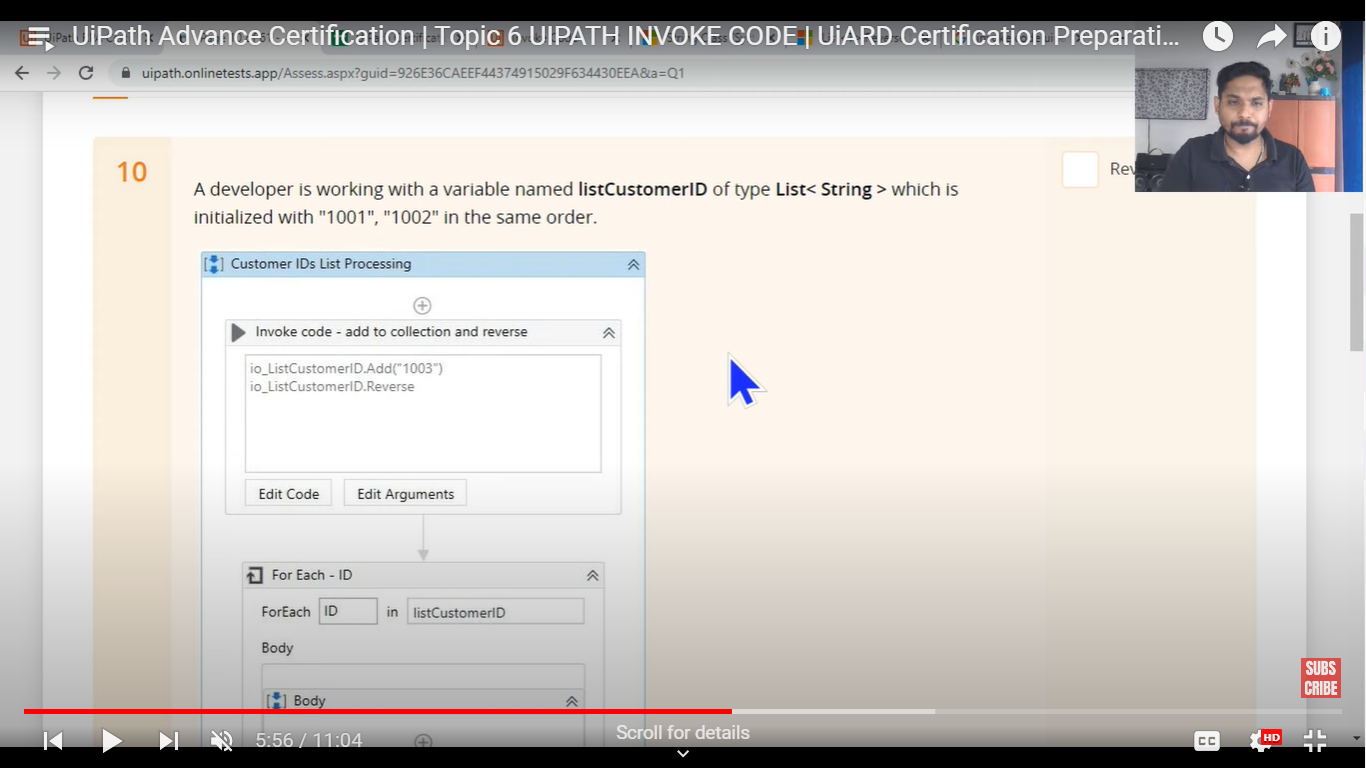 UiPath Advance Certification | Topic 6 UIPATH INVOKE CODE | UiARD Certification Preparati...
uipath.onlinetests.app/Assess.aspx?guid=926E36CAEEF44374915029F634430EEA&a=Q1
10
A developer is working with a variable named listCustomerID of type List< String > which is
initialized with "1001", "1002" in the same order.
Rev
Customer IDs List Processing
Invoke code - add to collection and reverse
io_ListCustomerID.Add("1003")
io_ListCustomerID.Reverse
Edit Code Edit Arguments
For Each - ID
ForEach ID in listCustomerID
Body
Body
SUBS
CRIBE
5:56 / 11:04
Scroll for details
CC
HD